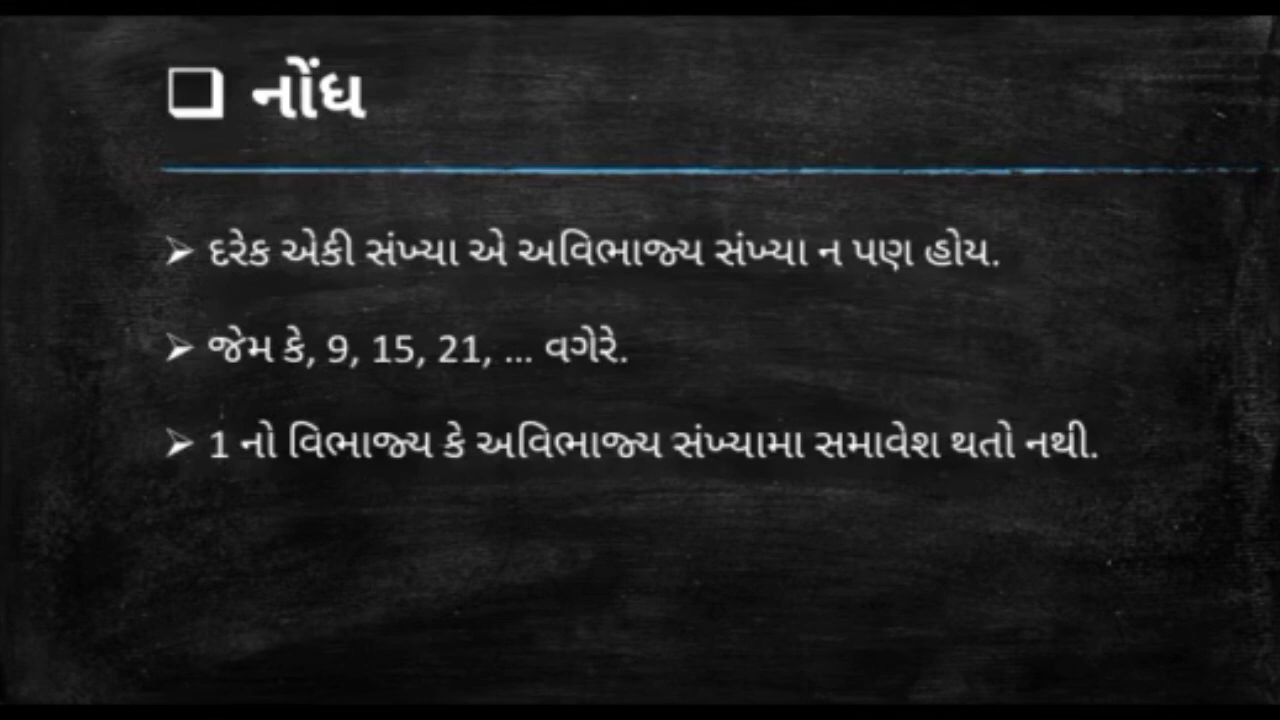 નોંધ
દરેક એકી સંખ્યા એ અવિભાજ્ય સંખ્યા ન પણ હોય.
જેમ કે, 9, 15, 21, ... વગેરે.
1 નો વિભાજ્ય કે અવિભાજ્ય સંખ્યામા સમાવેશ થતો નથી.